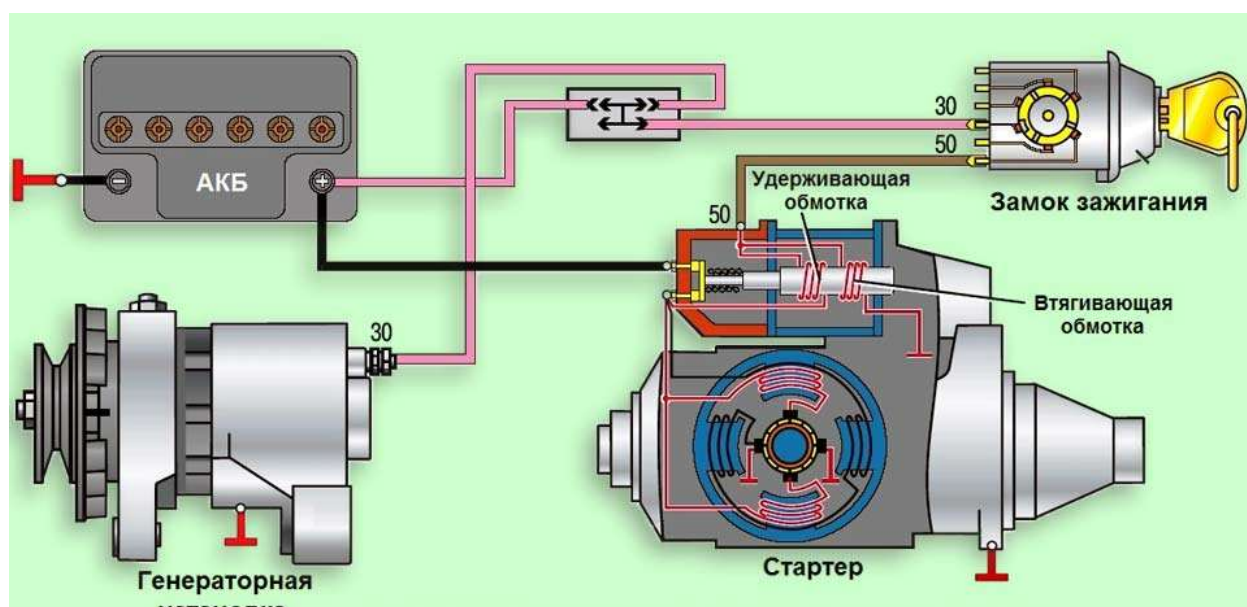 30
50
АКБ
Удерживающая
обмотка
Замок зажигания
50
Втягивающая
обмотка
30
Стартер
Генераторная